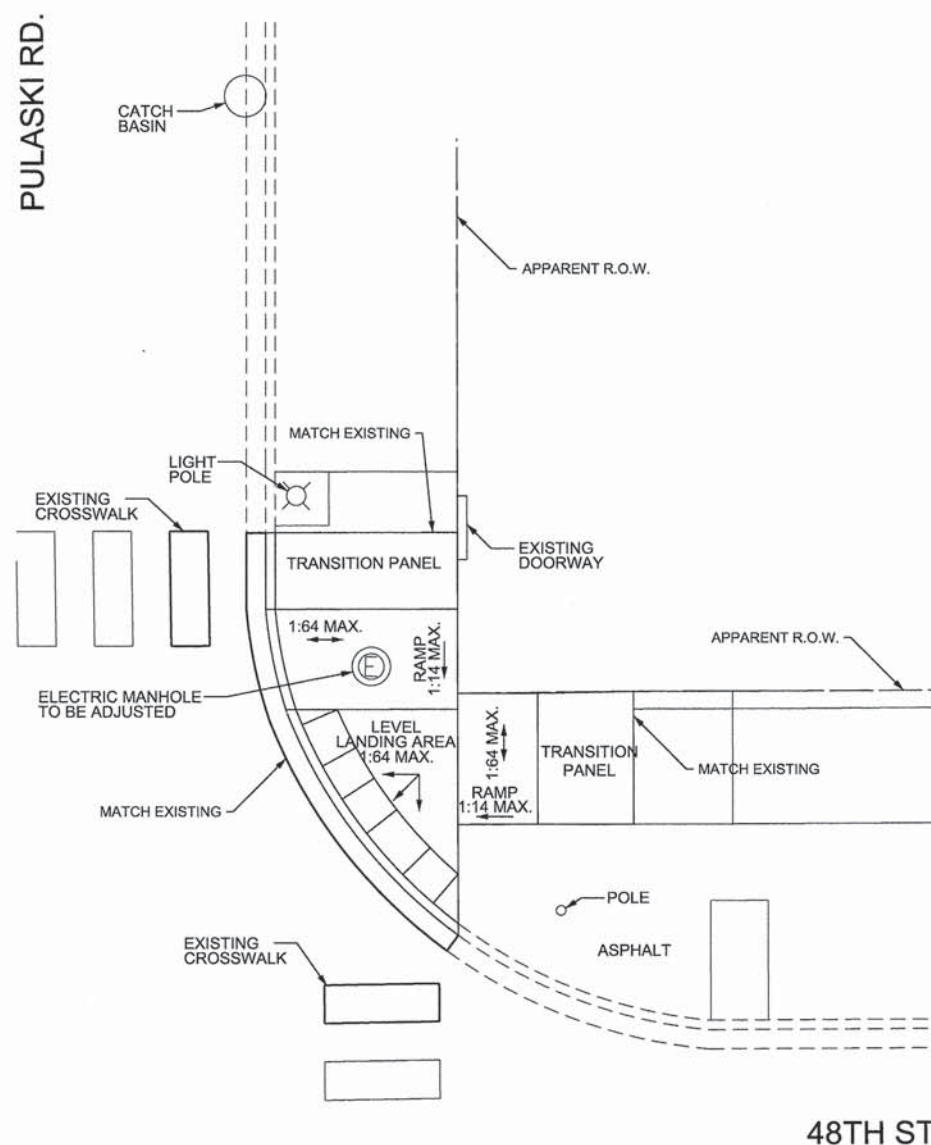 PULASKI RD.
CATCH
BASIN
APPARENT R.O.W.
MATCH EXISTING
LIGHT
POLE
EXISTING
CROSSWALK
TRANSITION PANEL
EXISTING
DOORWAY
1:64 MAX.
RAMP
1:14 MAX.
E
ELECTRIC MANHOLE
TO BE ADJUSTED
APPARENT R.O.W.
LEVEL
LANDING AREA
1:64 MAX.
1:64 MAX.
TRANSITION
PANEL
MATCH EXISTING
RAMP
1:14 MAX.
MATCH EXISTING
POLE
ASPHALT
EXISTING
CROSSWALK
48TH ST